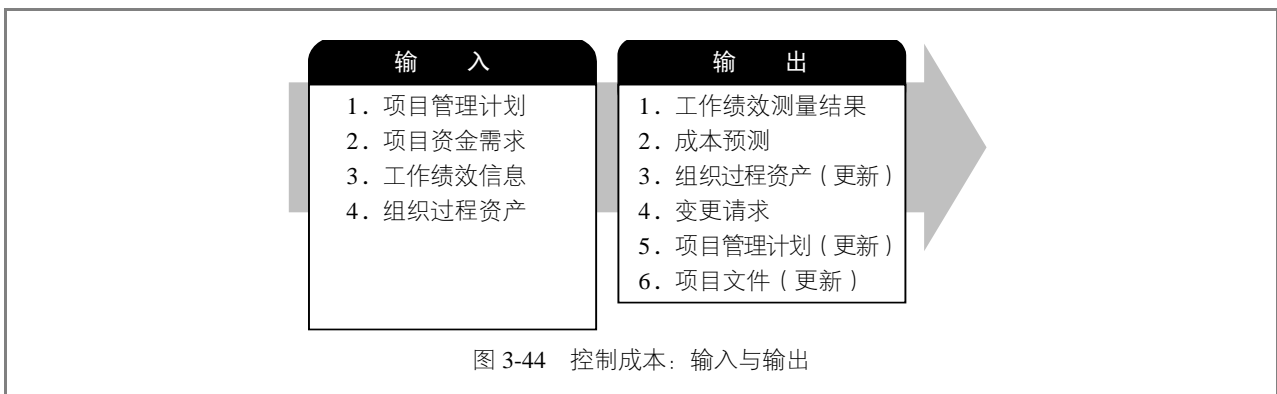 输 入
1. 项目管理计划
2. 项目资金需求
3. 工作绩效信息
4. 组织过程资产
输 出
1. 工作绩效测量结果
2. 成本预测
3. 组织过程资产（更新）
4. 变更请求
5. 项目管理计划（更新）
6. 项目文件（更新）
图 3-44 控制成本：输入与输出